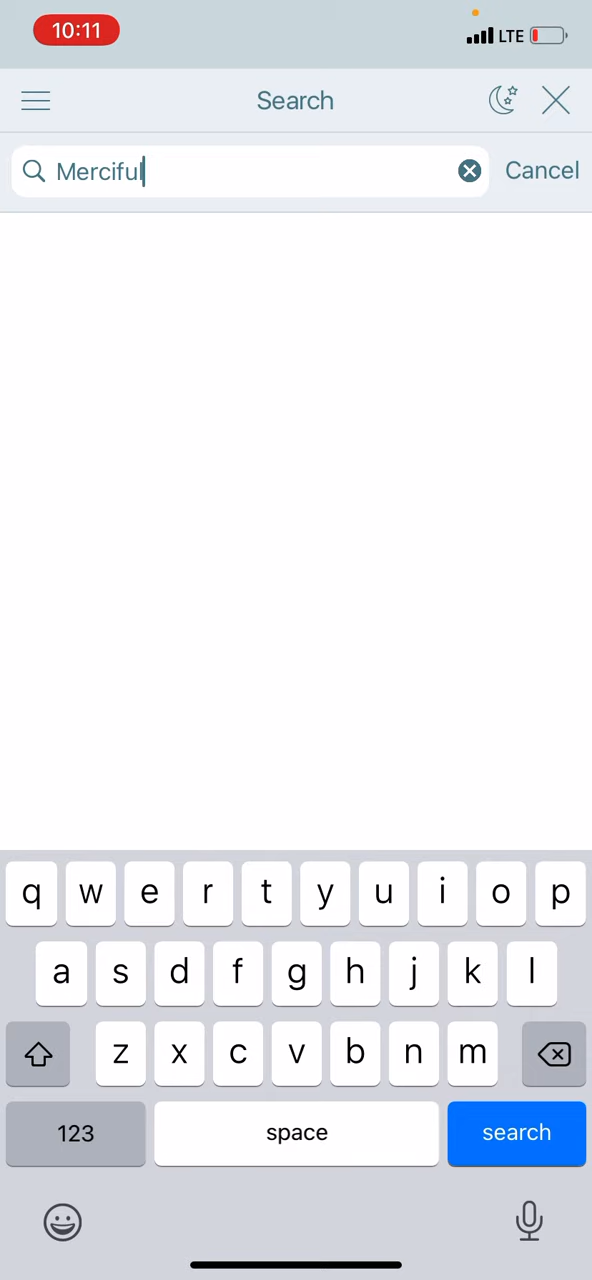 10:11
LTE
Search
Merciful
Cancel
q w e r t y u i o p
a s d f g h j k l
z x c v b n m
123 space search